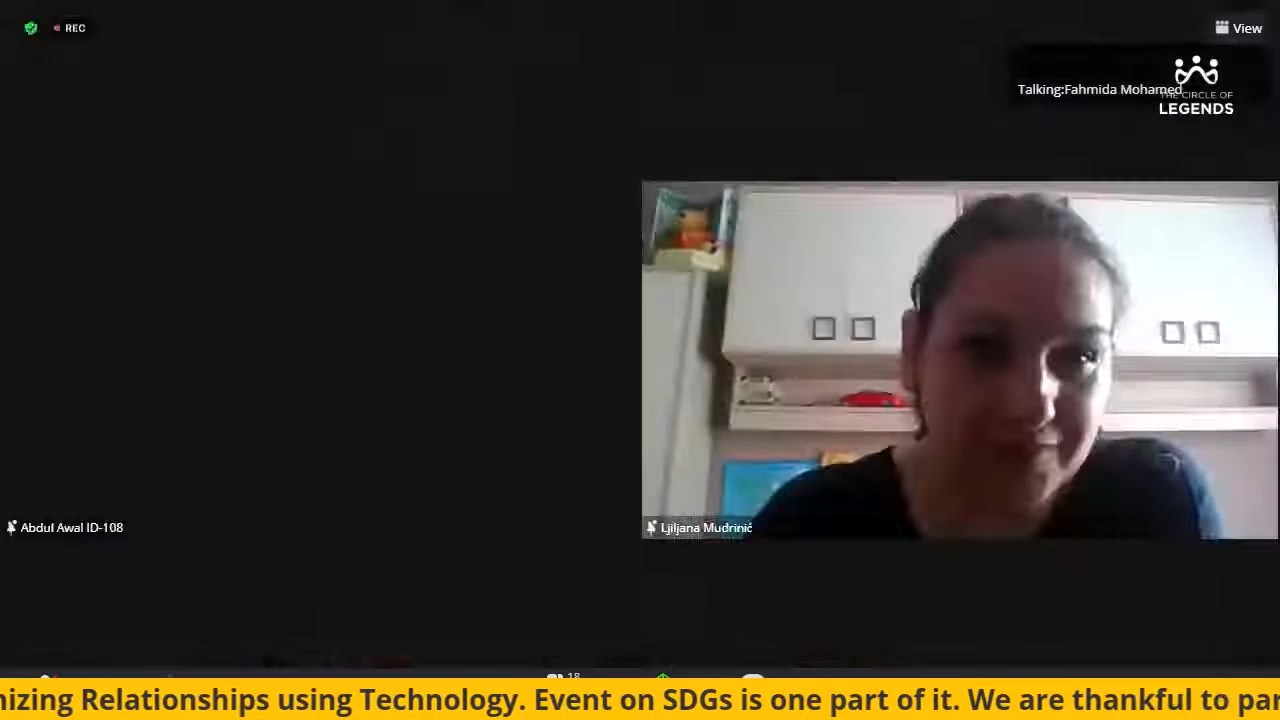 REC
View
Talking:Fahmida Mohamed
THE CIRCLE OF
LEGENDS
Abdul Awal ID-108
Ljiljana Mudrinić
18
nizing Relationships using Technology. Event on SDGs is one part of it. We are thankful to par